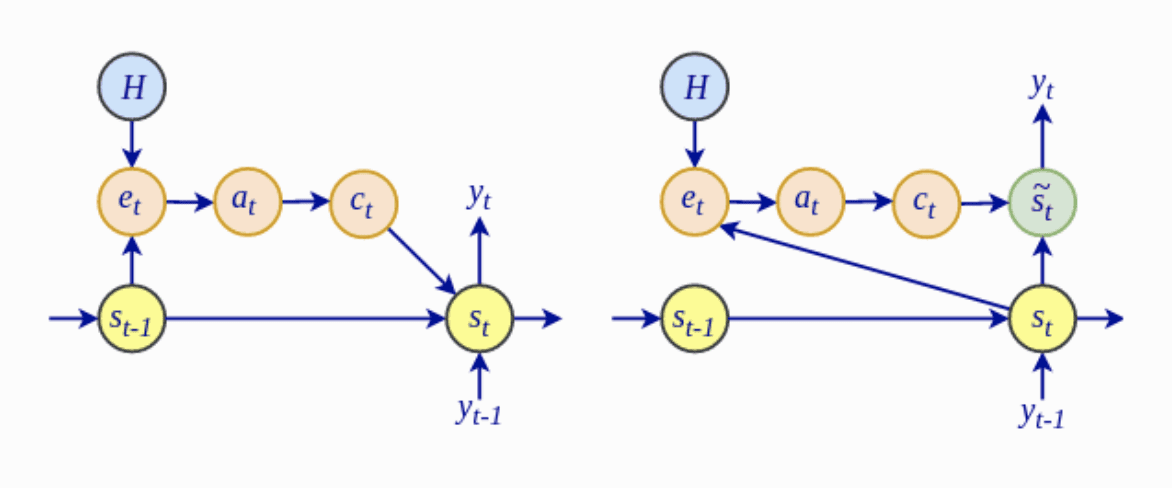 H
e_t a_t c_t y_t
s_{t-1} s_t
y_{t-1}
H y_t
e_t a_t c_t s̃_t
s_{t-1} s_t
y_{t-1}